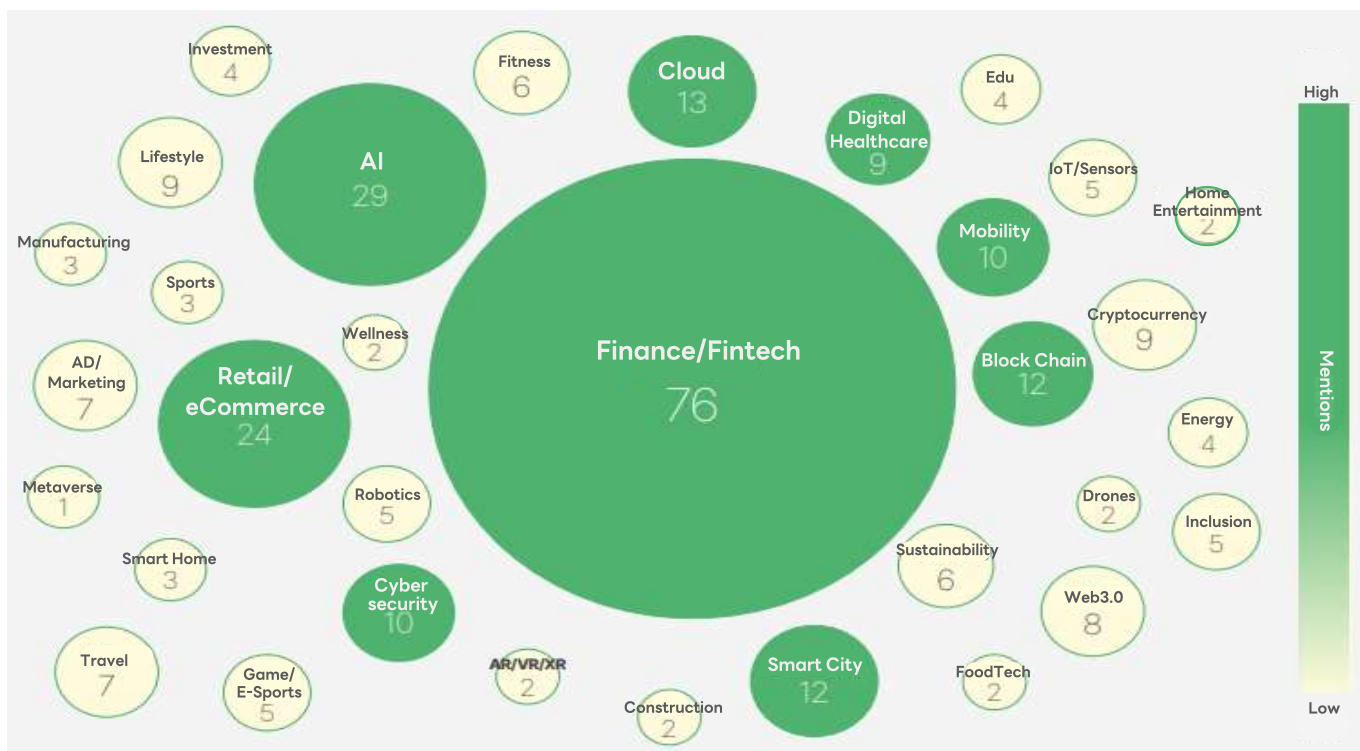 Investment
4
Fitness
6
Cloud
13
Edu
4
High
Digital
Healthcare
9
Lifestyle
9
AI
29
IoT/Sensors
5
Home
Entertainment
2
Manufacturing
3
Sports
3
Mobility
10
Wellness
2
Cryptocurrency
9
AD/
Marketing
7
Retail/
eCommerce
24
Finance/Fintech
76
Block Chain
12
Mentions
Energy
4
Metaverse
1
Robotics
5
Drones
2
Inclusion
5
Smart Home
3
Cyber
security
10
Sustainability
6
Web3.0
8
Travel
7
Game/
E-Sports
5
AR/VR/XR
2
Construction
2
Smart City
12
FoodTech
2
Low